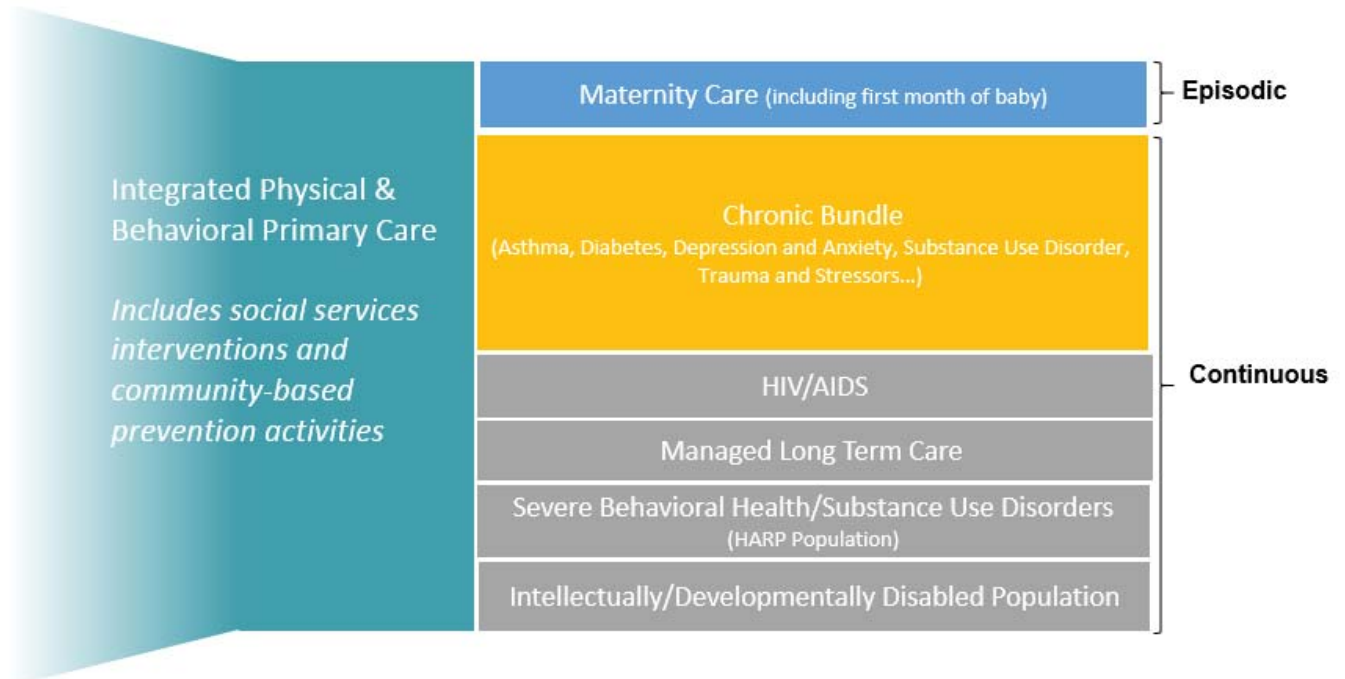 Integrated Physical &
Behavioral Primary Care
Includes social services
interventions and
community-based
prevention activities
Maternity Care (including first month of baby)
Episodic
Chronic Bundle
(Asthma, Diabetes, Depression and Anxiety, Substance Use Disorder,
Trauma and Stressors...)
HIV/AIDS
Managed Long Term Care
Severe Behavioral Health/Substance Use Disorders
(HARP Population)
Intellectually/Developmentally Disabled Population
Continuous